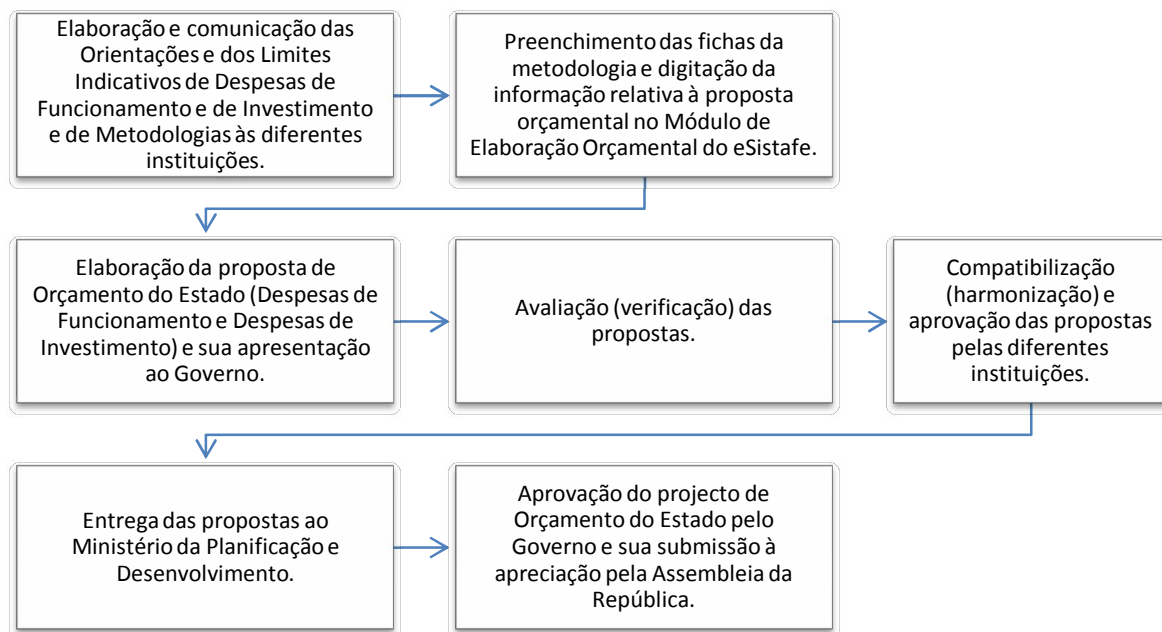 Elaboração e comunicação das
Orientações e dos Limites
Indicativos de Despesas de
Funcionamento e de Investimento
e de Metodologias às diferentes
instituições.
Preenchimento das fichas da
metodologia e digitação da
informação relativa à proposta
orçamental no Módulo de
Elaboração Orçamental do eSistafe.
Elaboração da proposta de
Orçamento do Estado (Despesas de
Funcionamento e Despesas de
Investimento) e sua apresentação
ao Governo.
Avaliação (verificação) das
propostas.
Compatibilização
(harmonização) e
aprovação das propostas
pelas diferentes
instituições.
Entrega das propostas ao
Ministério da Planificação e
Desenvolvimento.
Aprovação do projecto de
Orçamento do Estado pelo
Governo e sua submissão à
apreciação pela Assembleia da
República.